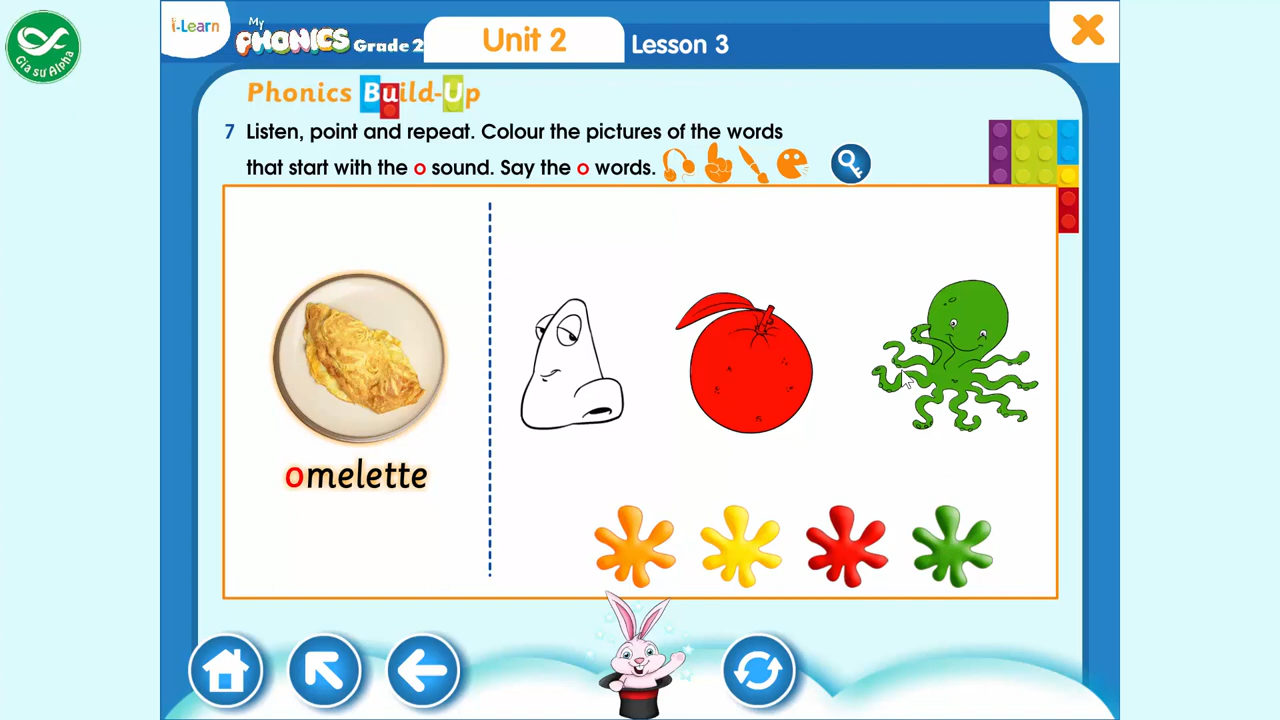 i-Learn
My
PHONICS Grade 2
Unit 2
Lesson 3
Gia sư Alpha
Phonics Build-Up
7 Listen, point and repeat. Colour the pictures of the words
that start with the o sound. Say the o words.
omelette